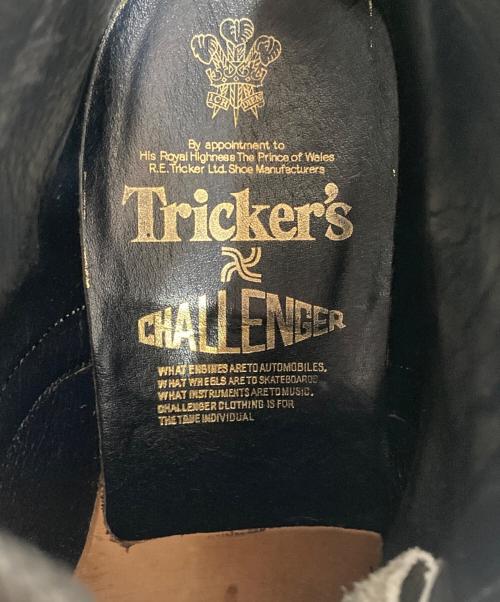 ICH DIEN
By appointment to
His Royal Highness The Prince of Wales
R.E. Tricker Ltd. Shoe Manufacturers
Tricker's
CHALLENGER
WHAT ENGINES ARE TO AUTOMOBILES,
WHAT WHEELS ARE TO SKATEBOARDS
WHAT INSTRUMENTS ARE TO MUSIC,
CHALLENGER CLOTHING IS FOR
THE TRUE INDIVIDUAL